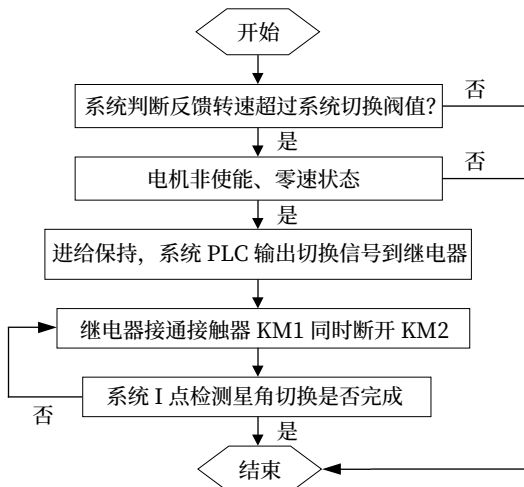 开始
系统判断反馈转速超过系统切换阀值?
否
是
电机非使能、零速状态
否
是
进给保持，系统 PLC 输出切换信号到继电器
继电器接通接触器 KM1 同时断开 KM2
系统 I 点检测星角切换是否完成
否
是
结束